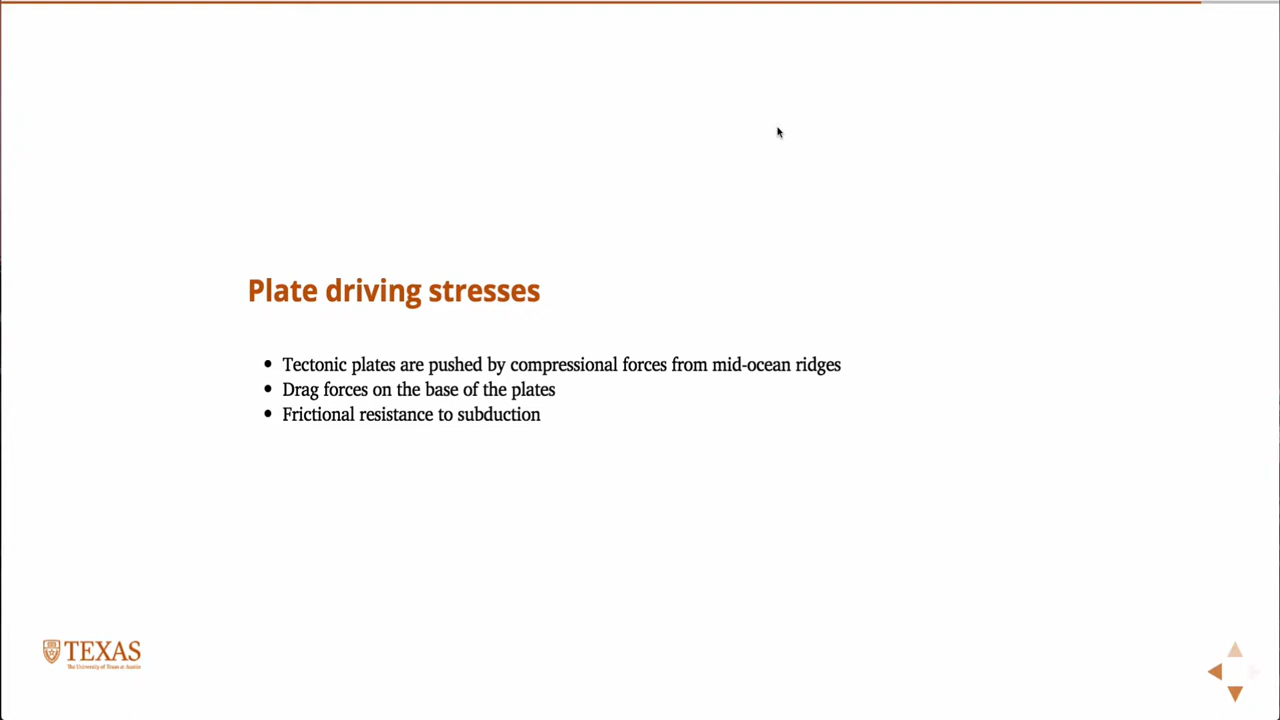 Plate driving stresses
• Tectonic plates are pushed by compressional forces from mid-ocean ridges
• Drag forces on the base of the plates
• Frictional resistance to subduction
TEXAS
The University of Texas at Austin